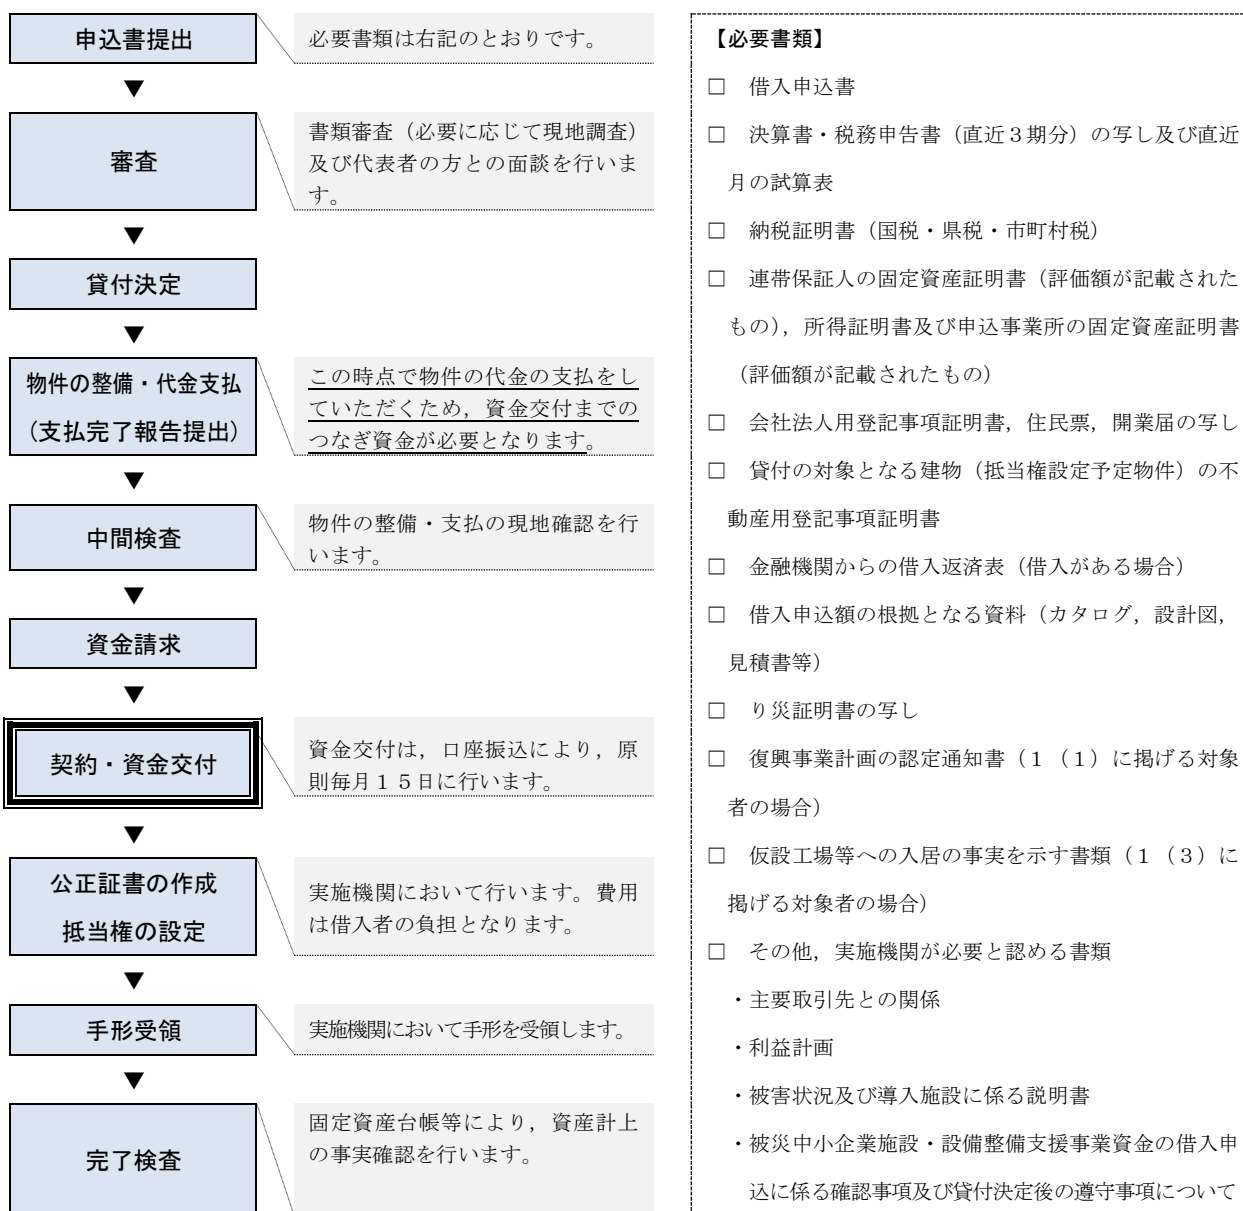 申込書提出
必要書類は右記のとおりです。
▼
審査
書類審査（必要に応じて現地調査）
及び代表者の方との面談を行いま
す。
▼
貸付決定
▼
物件の整備・代金支払
（支払完了報告提出）
この時点で物件の代金の支払をし
ていただくため，資金交付までの
つなぎ資金が必要となります。
▼
中間検査
物件の整備・支払の現地確認を行
います。
▼
資金請求
▼
契約・資金交付
資金交付は，口座振込により，原
則毎月１５日に行います。
▼
公正証書の作成
抵当権の設定
実施機関において行います。費用
は借入者の負担となります。
▼
手形受領
実施機関において手形を受領します。
▼
完了検査
固定資産台帳等により，資産計上
の事実確認を行います。
【必要書類】
□　借入申込書
□　決算書・税務申告書（直近３期分）の写し及び直近
月の試算表
□　納税証明書（国税・県税・市町村税）
□　連帯保証人の固定資産証明書（評価額が記載された
もの），所得証明書及び申込事業所の固定資産証明書
（評価額が記載されたもの）
□　会社法人用登記事項証明書，住民票，開業届の写し
□　貸付の対象となる建物（抵当権設定予定物件）の不
動産用登記事項証明書
□　金融機関からの借入返済表（借入がある場合）
□　借入申込額の根拠となる資料（カタログ，設計図，
見積書等）
□　り災証明書の写し
□　復興事業計画の認定通知書（１（１）に掲げる対象
者の場合）
□　仮設工場等への入居の事実を示す書類（１（３）に
掲げる対象者の場合）
□　その他，実施機関が必要と認める書類
・主要取引先との関係
・利益計画
・被害状況及び導入施設に係る説明書
・被災中小企業施設・設備整備支援事業資金の借入申
込に係る確認事項及び貸付決定後の遵守事項について